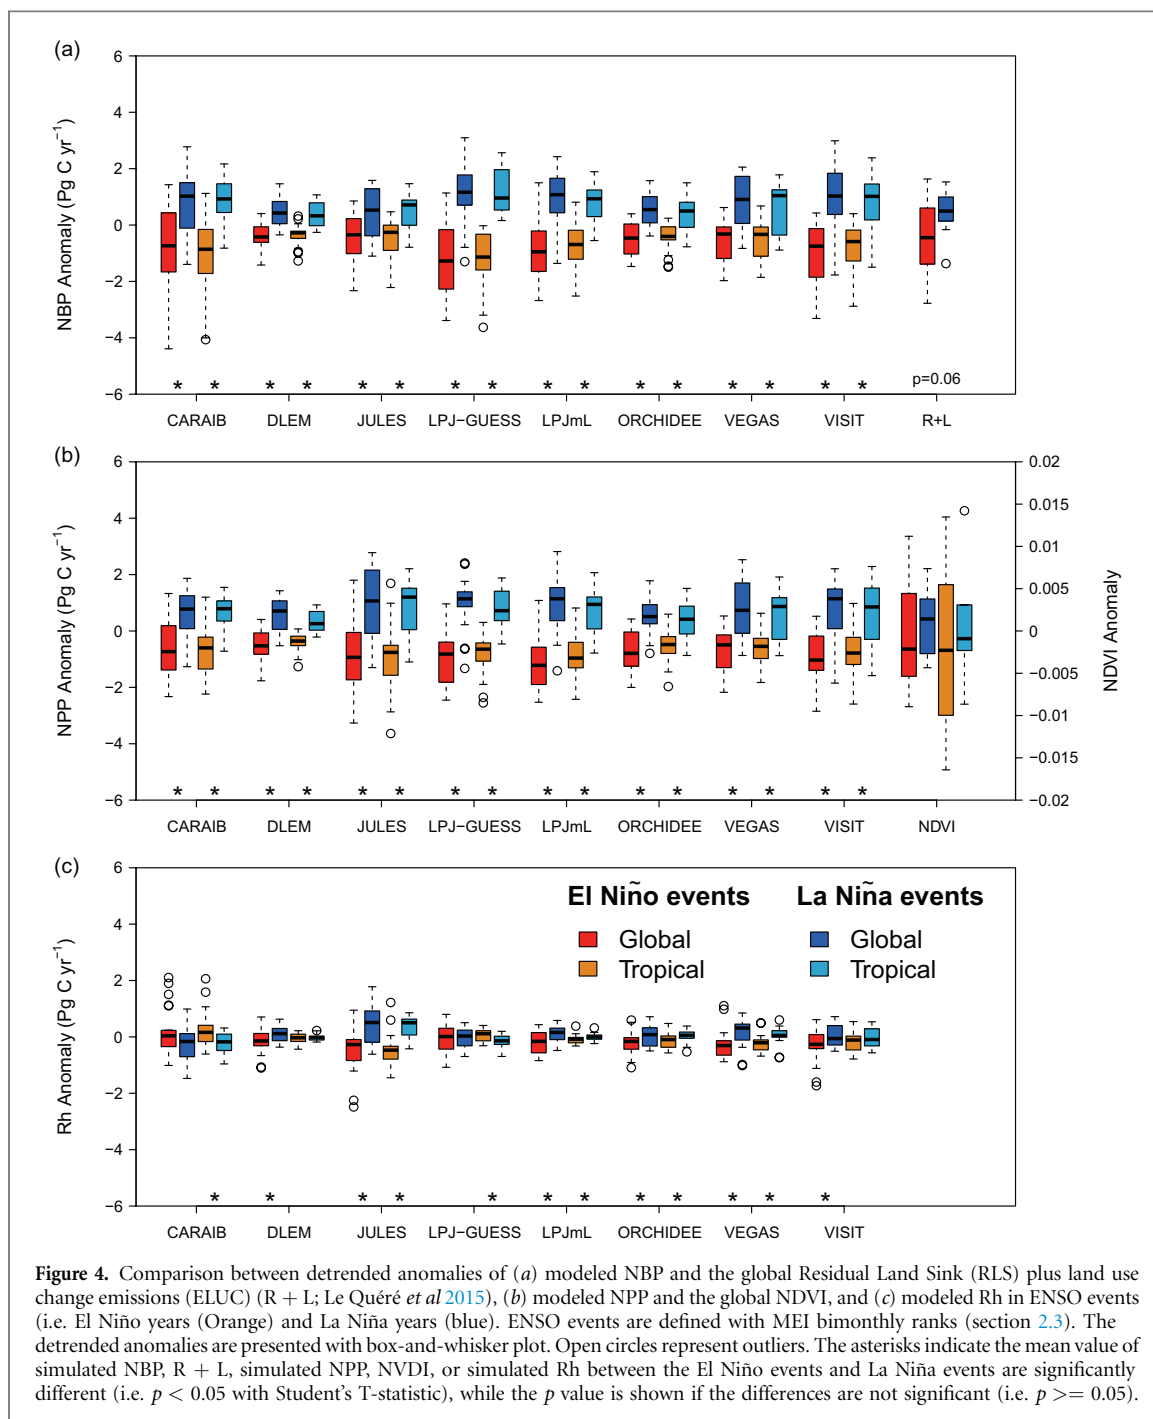 (a)
6
4
2
0
−2
−4
−6
NBP Anomaly (Pg C yr−1)
* * * * * * * * * * * * * * * * p=0.06
CARAIB DLEM JULES LPJ−GUESS LPJmL ORCHIDEE VEGAS VISIT R+L
(b)
6
4
2
0
−2
−4
−6
NPP Anomaly (Pg C yr−1)
0.02
0.015
0.01
0.005
0
−0.005
−0.01
−0.015
−0.02
NDVI Anomaly
* * * * * * * * * * * * * * * *
CARAIB DLEM JULES LPJ−GUESS LPJmL ORCHIDEE VEGAS VISIT NDVI
(c)
6
4
2
0
−2
−4
−6
Rh Anomaly (Pg C yr−1)
El Niño events La Niña events
Global Global
Tropical Tropical
* * * * * * * * * * * *
CARAIB DLEM JULES LPJ−GUESS LPJmL ORCHIDEE VEGAS VISIT
Figure 4. Comparison between detrended anomalies of (a) modeled NBP and the global Residual Land Sink (RLS) plus land use
change emissions (ELUC) (R + L; Le Quéré et al 2015), (b) modeled NPP and the global NDVI, and (c) modeled Rh in ENSO events
(i.e. El Niño years (Orange) and La Niña years (blue). ENSO events are defined with MEI bimonthly ranks (section 2.3). The
detrended anomalies are presented with box-and-whisker plot. Open circles represent outliers. The asterisks indicate the mean value of
simulated NBP, R + L, simulated NPP, NVDI, or simulated Rh between the El Niño events and La Niña events are significantly
different (i.e. p < 0.05 with Student's T-statistic), while the p value is shown if the differences are not significant (i.e. p >= 0.05).